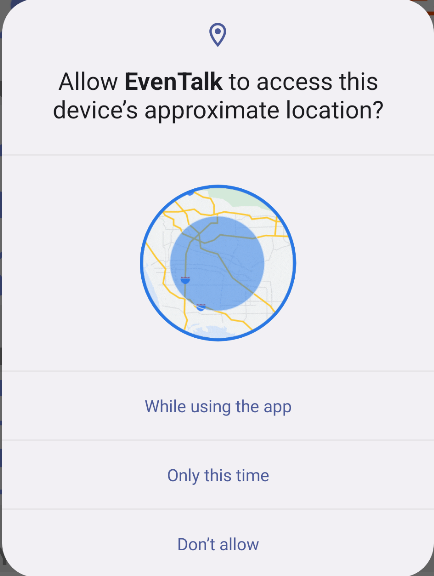 Allow EvenTalk to access this
device’s approximate location?
While using the app
Only this time
Don’t allow